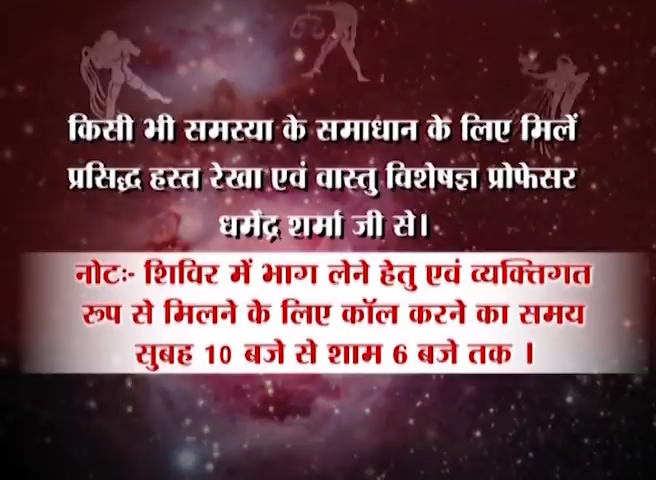 किसी भी समस्या के समाधान के लिए मिलें
प्रसिद्ध हस्त रेखा एवं वास्तु विशेषज्ञ प्रोफेसर
धर्मेंद्र शर्मा जी से।
नोटः- शिविर में भाग लेने हेतु एवं व्यक्तिगत
रूप से मिलने के लिए कॉल करने का समय
सुबह 10 बजे से शाम 6 बजे तक ।